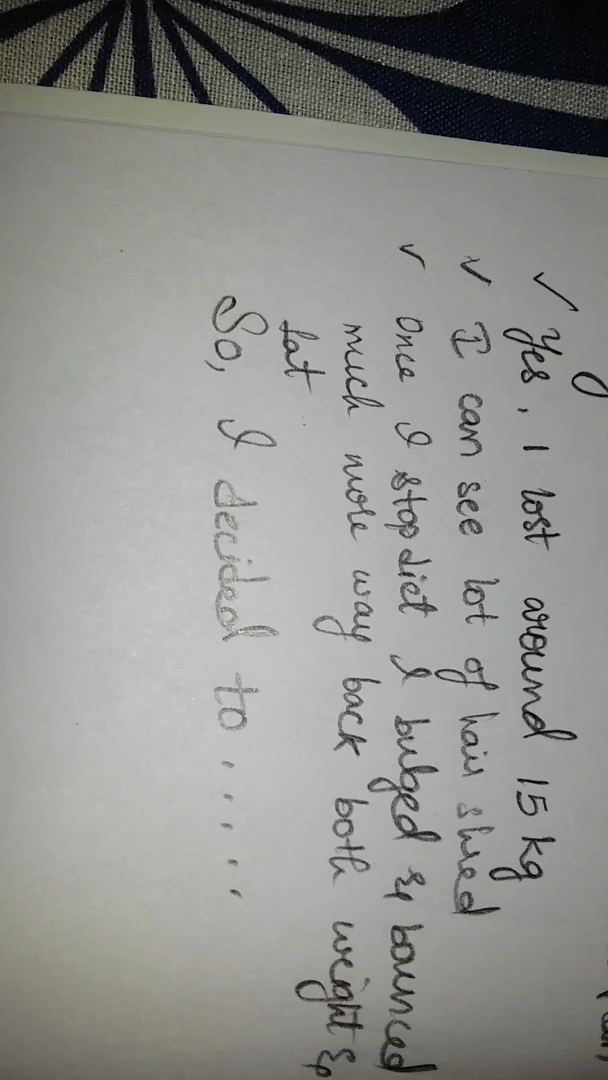 ✓ Yes, I lost around 15 kg
✓ I can see lot of hair shred
✓ Once I stop diet I bulged & bounced
much more way back both weight &
fat
So, I decided to......